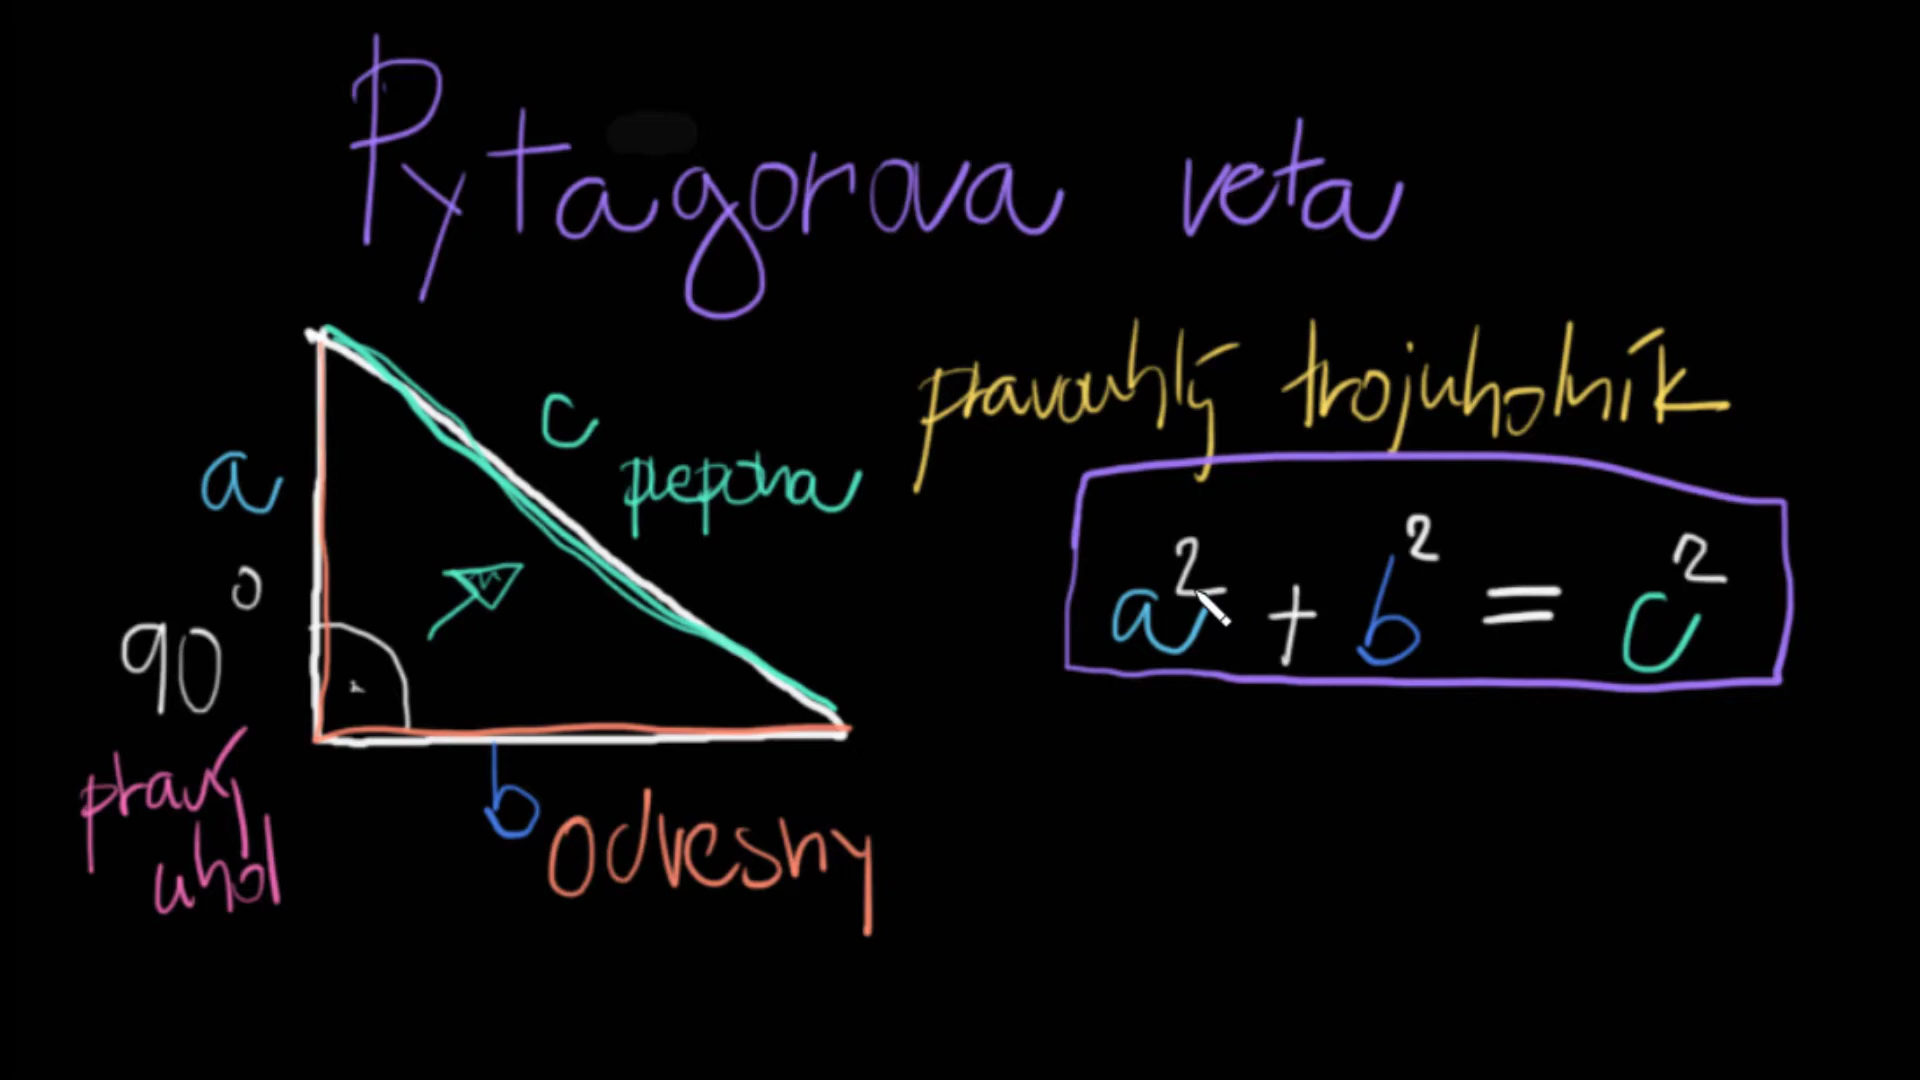 Pytagorova veta
pravouhlý trojuholník
c
prepona
a
a² + b² = c²
90°
pravý
uhol
b
odvesny